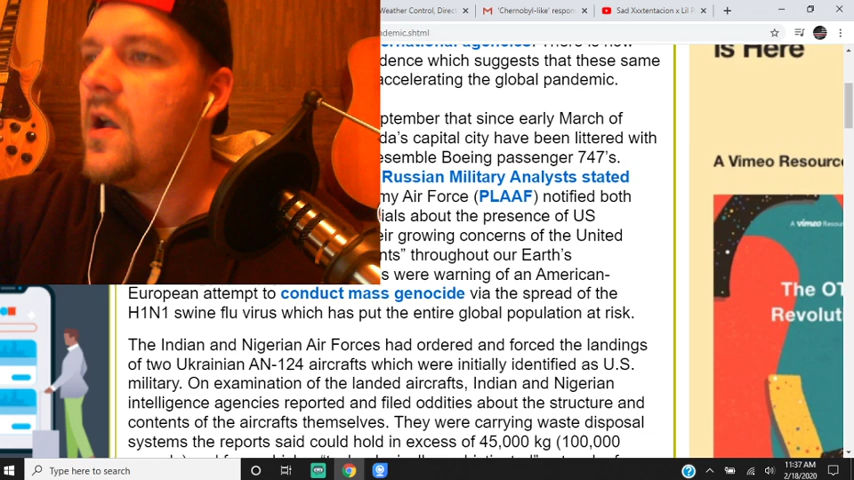 Weather Control, Direct
'Chernobyl-like' respon
Sad Xxxtentacion x Lil P
ndemic.shtml
ernational agencies. There is now
dence which suggests that these same
accelerating the global pandemic.
ptember that since early March of
da's capital city have been littered with
esemble Boeing passenger 747's.
Russian Military Analysts stated
my Air Force (PLAAF) notified both
ials about the presence of US
eir growing concerns of the United
nts" throughout our Earth's
s were warning of an American-
European attempt to conduct mass genocide via the spread of the
H1N1 swine flu virus which has put the entire global population at risk.
The Indian and Nigerian Air Forces had ordered and forced the landings
of two Ukrainian AN-124 aircrafts which were initially identified as U.S.
military. On examination of the landed aircrafts, Indian and Nigerian
intelligence agencies reported and filed oddities about the structure and
contents of the aircrafts themselves. They were carrying waste disposal
systems the reports said could hold in excess of 45,000 kg (100,000
is Here
A Vimeo Resource
A vimeo Resourc
The OT
Revolut
Type here to search
11:37 AM
2/18/2020